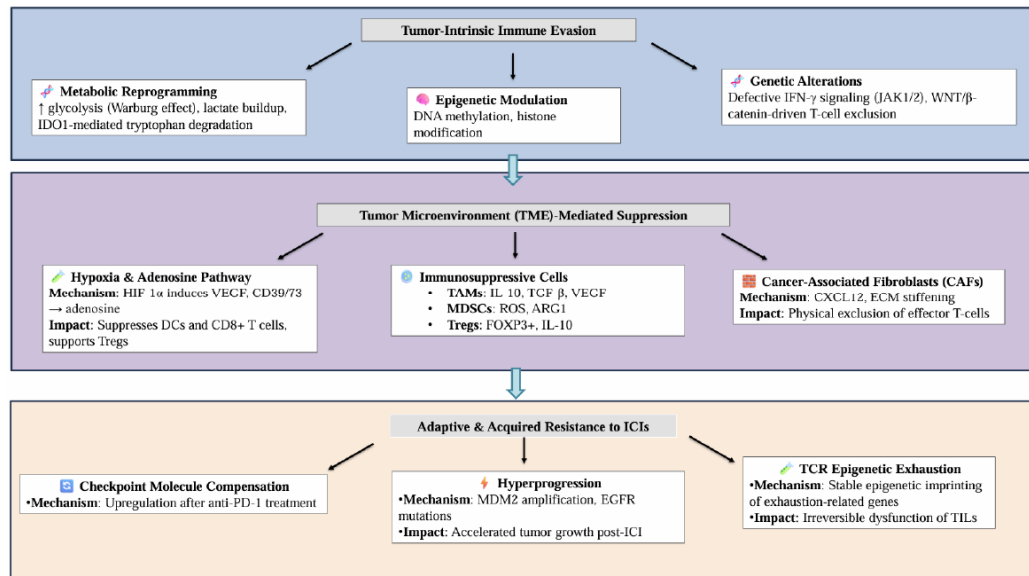 Tumor-Intrinsic Immune Evasion
Metabolic Reprogramming
↑ glycolysis (Warburg effect), lactate buildup,
IDO1-mediated tryptophan degradation
Epigenetic Modulation
DNA methylation, histone
modification
Genetic Alterations
Defective IFN-γ signaling (JAK1/2), WNT/β-
catenin-driven T-cell exclusion
Tumor Microenvironment (TME)-Mediated Suppression
Hypoxia & Adenosine Pathway
Mechanism: HIF 1α induces VEGF, CD39/73
→ adenosine
Impact: Suppresses DCs and CD8+ T cells,
supports Tregs
Immunosuppressive Cells
• TAMs: IL 10, TGF β, VEGF
• MDSCs: ROS, ARG1
• Tregs: FOXP3+, IL-10
Cancer-Associated Fibroblasts (CAFs)
Mechanism: CXCL12, ECM stiffening
Impact: Physical exclusion of effector T-cells
Adaptive & Acquired Resistance to ICIs
Checkpoint Molecule Compensation
•Mechanism: Upregulation after anti-PD-1 treatment
Hyperprogression
•Mechanism: MDM2 amplification, EGFR
mutations
•Impact: Accelerated tumor growth post-ICI
TCR Epigenetic Exhaustion
•Mechanism: Stable epigenetic imprinting
of exhaustion-related genes
•Impact: Irreversible dysfunction of TILs